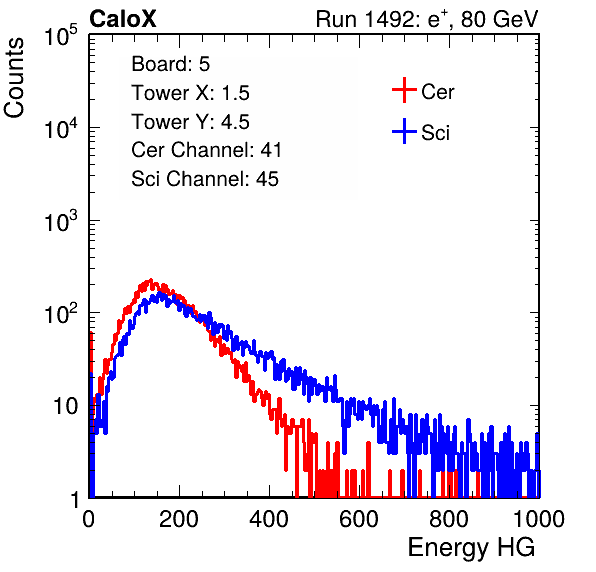 CaloX Run 1492: e⁺, 80 GeV
Counts
10⁵
10⁴
10³
10²
10
1
Board: 5
Tower X: 1.5
Tower Y: 4.5
Cer Channel: 41
Sci Channel: 45
Cer
Sci
0 200 400 600 800 1000
Energy HG